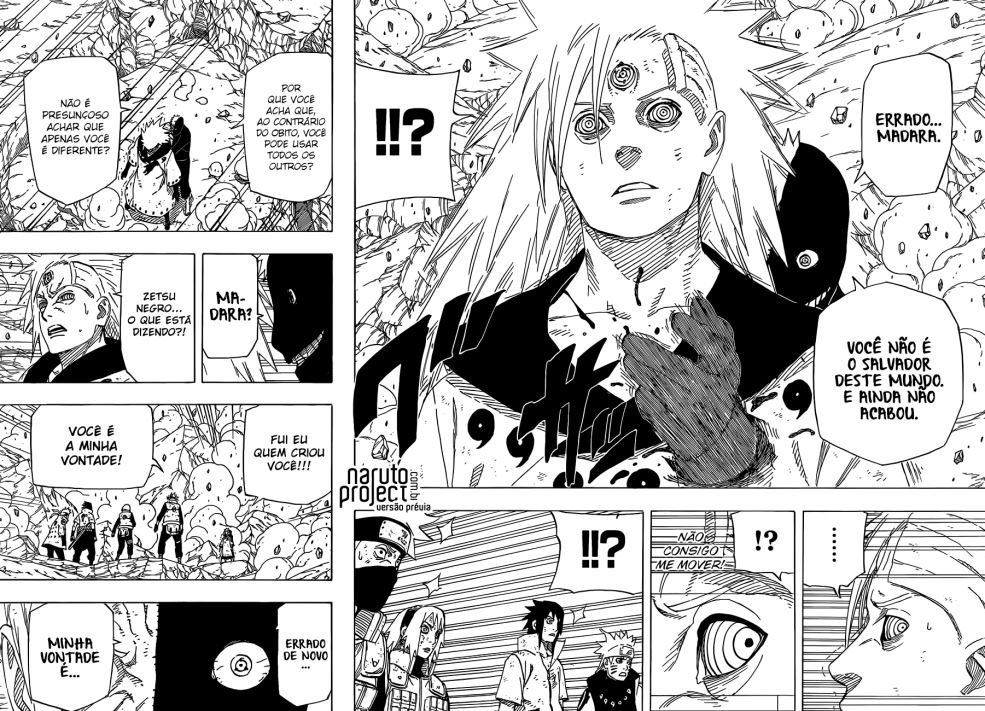 ERRADO...
MADARA.
!!?
VOCÊ NÃO É
O SALVADOR
DESTE MUNDO.
E AINDA NÃO
ACABOU.
.......
!?
NÃO
CONSIGO
ME MOVER!
!!?
naruto
project
.com.br
versão prévia
POR
QUE VOCÊ
ACHA QUE,
AO CONTRÁRIO
DO OBITO, VOCÊ
PODE USAR
TODOS OS
OUTROS?
NÃO É
PRESUNÇOSO
ACHAR QUE
APENAS VOCÊ
É DIFERENTE?
MA-
DARA?
ZETSU
NEGRO...
O QUE ESTÁ
DIZENDO?!
FUI EU
QUEM CRIOU
VOCÊ!!!
VOCÊ É
A MINHA
VONTADE!
ERRADO
DE NOVO
...
MINHA
VONTADE
É...